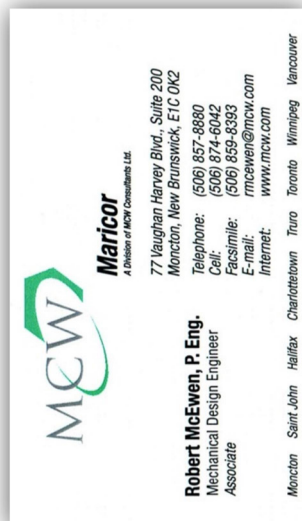 MCW
Maricor
A Division of MCW Consultants Ltd.
77 Vaughan Harvey Blvd., Suite 200
Moncton, New Brunswick, E1C 0K2
Robert McEwen, P. Eng.
Mechanical Design Engineer
Associate
Telephone: (506) 857-8880
Cell: (506) 874-6042
Facsimile: (506) 859-8393
E-mail: rmcewen@mcw.com
Internet: www.mcw.com
Moncton Saint John Halifax Charlottetown Truro Toronto Winnipeg Vancouver